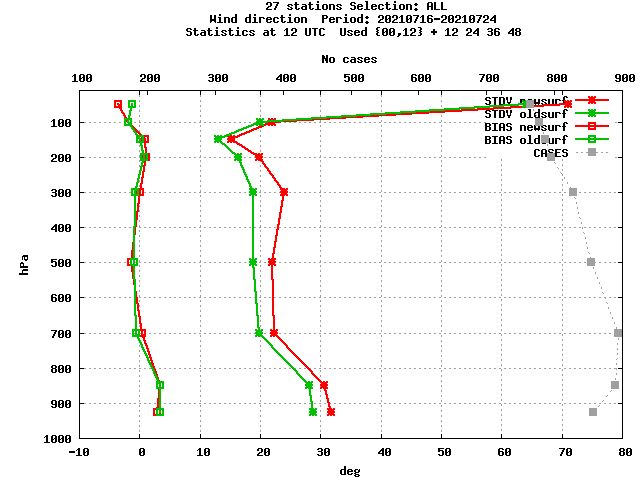 27 stations Selection: ALL
Wind direction  Period: 20210716-20210724
Statistics at 12 UTC  Used {00,12} + 12 24 36 48
No cases
100 200 300 400 500 600 700 800 900
STDV newsurf
STDV oldsurf
BIAS newsurf
BIAS oldsurf
CASES
100
200
300
400
500
600
700
800
900
1000
hPa
-10 0 10 20 30 40 50 60 70 80
deg